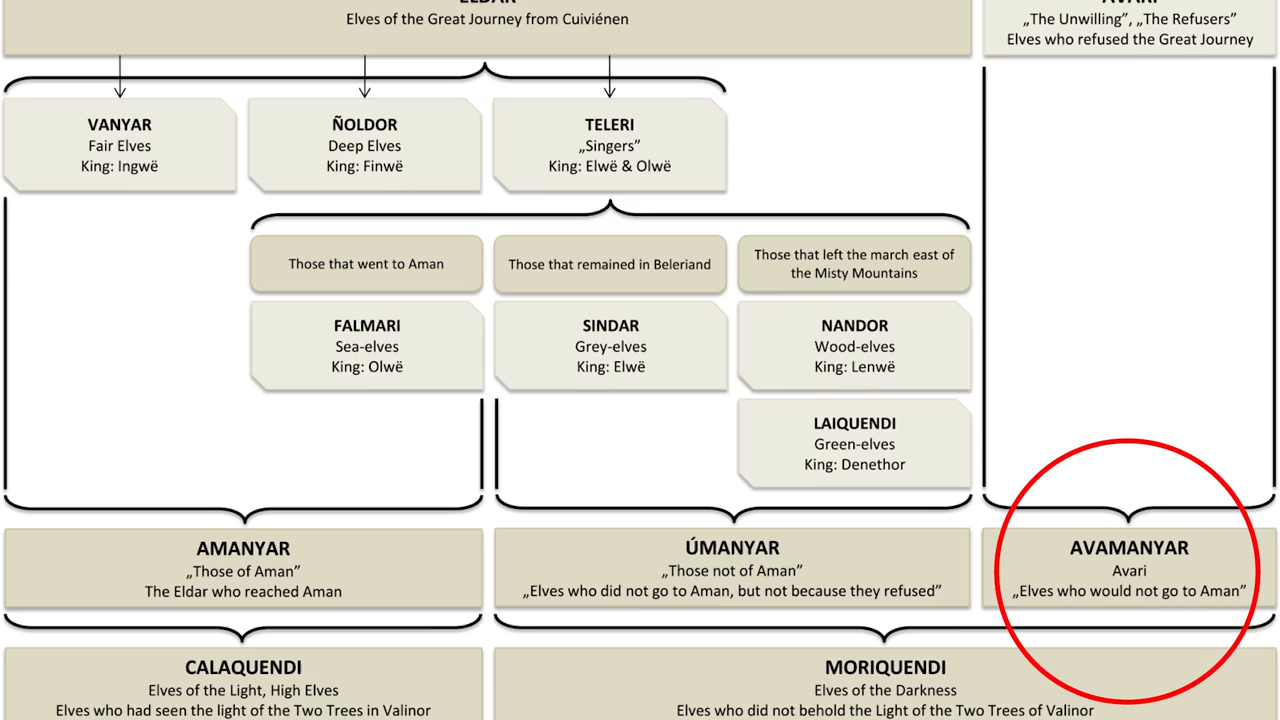 ELDAR
Elves of the Great Journey from Cuiviénen
AVARI
„The Unwilling”, „The Refusers”
Elves who refused the Great Journey
VANYAR
Fair Elves
King: Ingwë
ÑOLDOR
Deep Elves
King: Finwë
TELERI
„Singers”
King: Elwë & Olwë
Those that went to Aman
Those that remained in Beleriand
Those that left the march east of
the Misty Mountains
FALMARI
Sea-elves
King: Olwë
SINDAR
Grey-elves
King: Elwë
NANDOR
Wood-elves
King: Lenwë
LAIQUENDI
Green-elves
King: Denethor
AMANYAR
„Those of Aman”
The Eldar who reached Aman
ÚMANYAR
„Those not of Aman”
„Elves who did not go to Aman, but not because they refused”
AVAMANYAR
Avari
„Elves who would not go to Aman”
CALAQUENDI
Elves of the Light, High Elves
Elves who had seen the light of the Two Trees in Valinor
MORIQUENDI
Elves of the Darkness
Elves who did not behold the Light of the Two Trees of Valinor